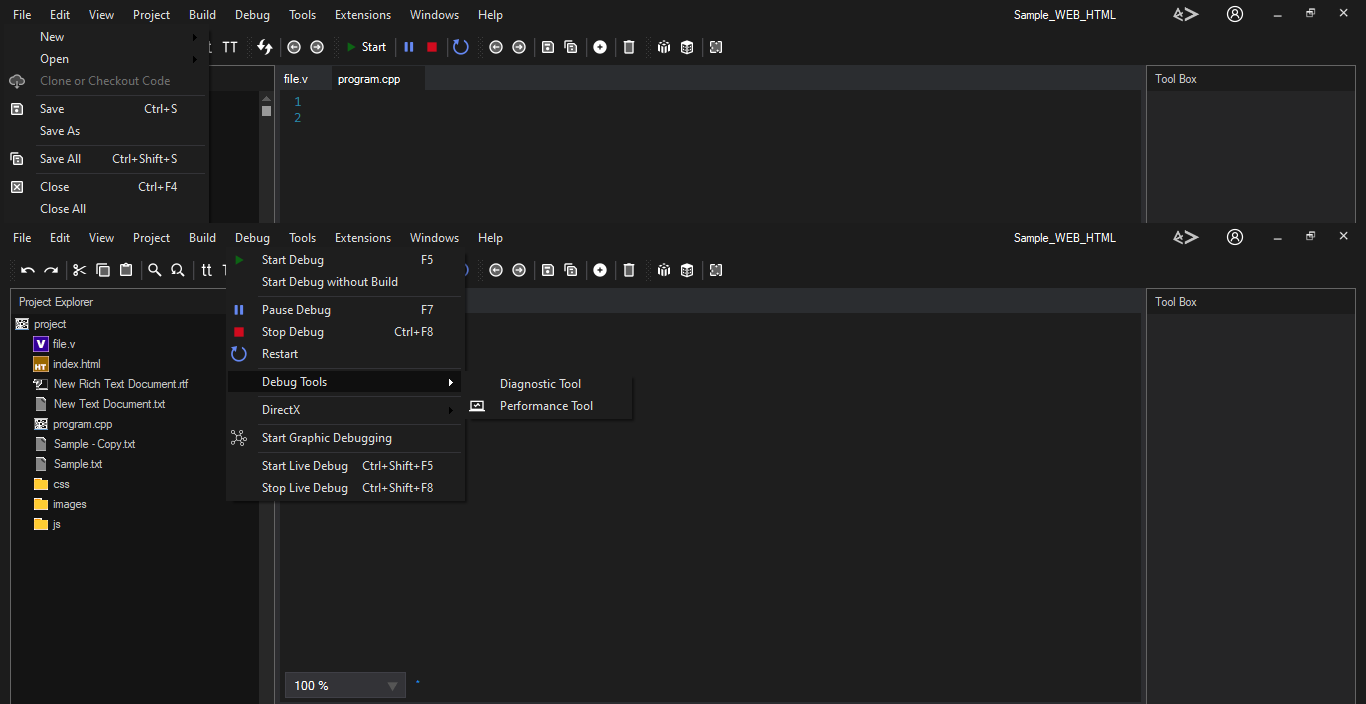 File Edit View Project Build Debug Tools Extensions Windows Help Sample_WEB_HTML
New
Open
Clone or Checkout Code
Save Ctrl+S
Save As
Save All Ctrl+Shift+S
Close Ctrl+F4
Close All
TT Start
file.v program.cpp
1
2
Tool Box
File Edit View Project Build Debug Tools Extensions Windows Help Sample_WEB_HTML
tt
Project Explorer
project
file.v
index.html
New Rich Text Document.rtf
New Text Document.txt
program.cpp
Sample - Copy.txt
Sample.txt
css
images
js
Start Debug F5
Start Debug without Build
Pause Debug F7
Stop Debug Ctrl+F8
Restart
Debug Tools
DirectX
Start Graphic Debugging
Start Live Debug Ctrl+Shift+F5
Stop Live Debug Ctrl+Shift+F8
Diagnostic Tool
Performance Tool
Tool Box
100 %